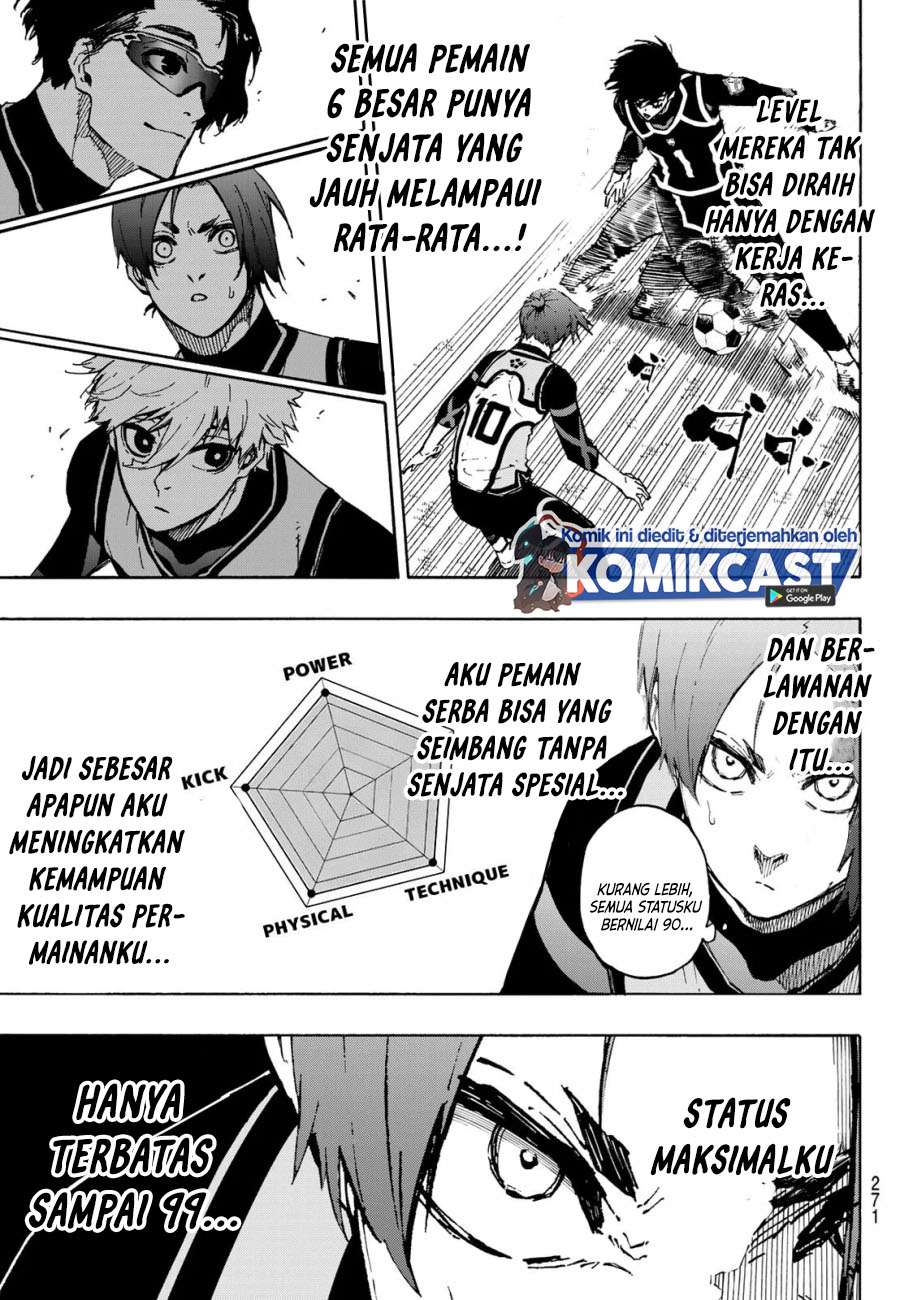 LEVEL
MEREKA TAK
BISA DIRAIH
HANYA DENGAN
KERJA KE-
RAS...
SEMUA PEMAIN
6 BESAR PUNYA
SENJATA YANG
JAUH MELAMPAUI
RATA-RATA...!
10
1
Komik ini diedit & diterjemahkan oleh
KOMIKCAST
GET IT ON
Google Play
DAN BER-
LAWANAN
DENGAN
ITU...
AKU PEMAIN
SERBA BISA YANG
SEIMBANG TANPA
SENJATA SPESIAL...
KURANG LEBIH,
SEMUA STATUSKU
BERNILAI 90...
POWER
KICK
TECHNIQUE
PHYSICAL
JADI SEBESAR
APAPUN AKU
MENINGKATKAN
KEMAMPUAN
KUALITAS PER-
MAINANKU...
STATUS
MAKSIMALKU
HANYA
TERBATAS
SAMPAI 99...
271